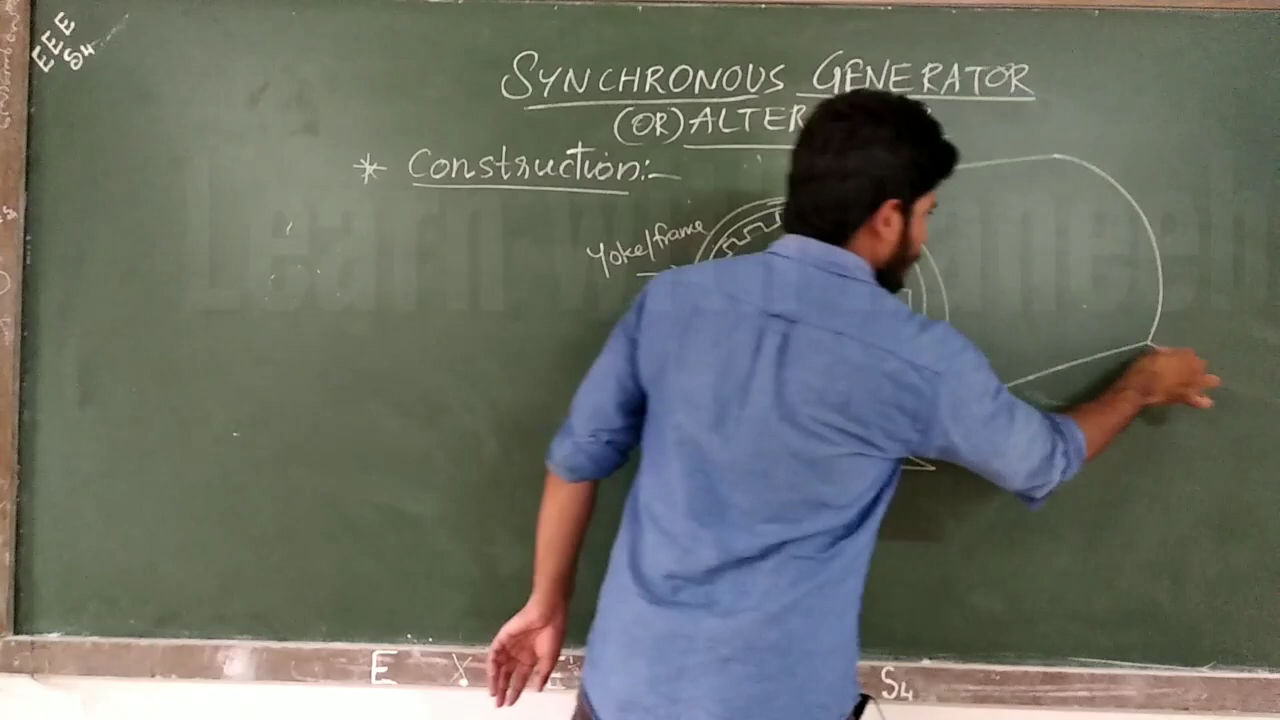 EEE
S4
SYNCHRONOUS GENERATOR
(OR) ALTER
* Construction:-
Yoke/frame
E X E S4